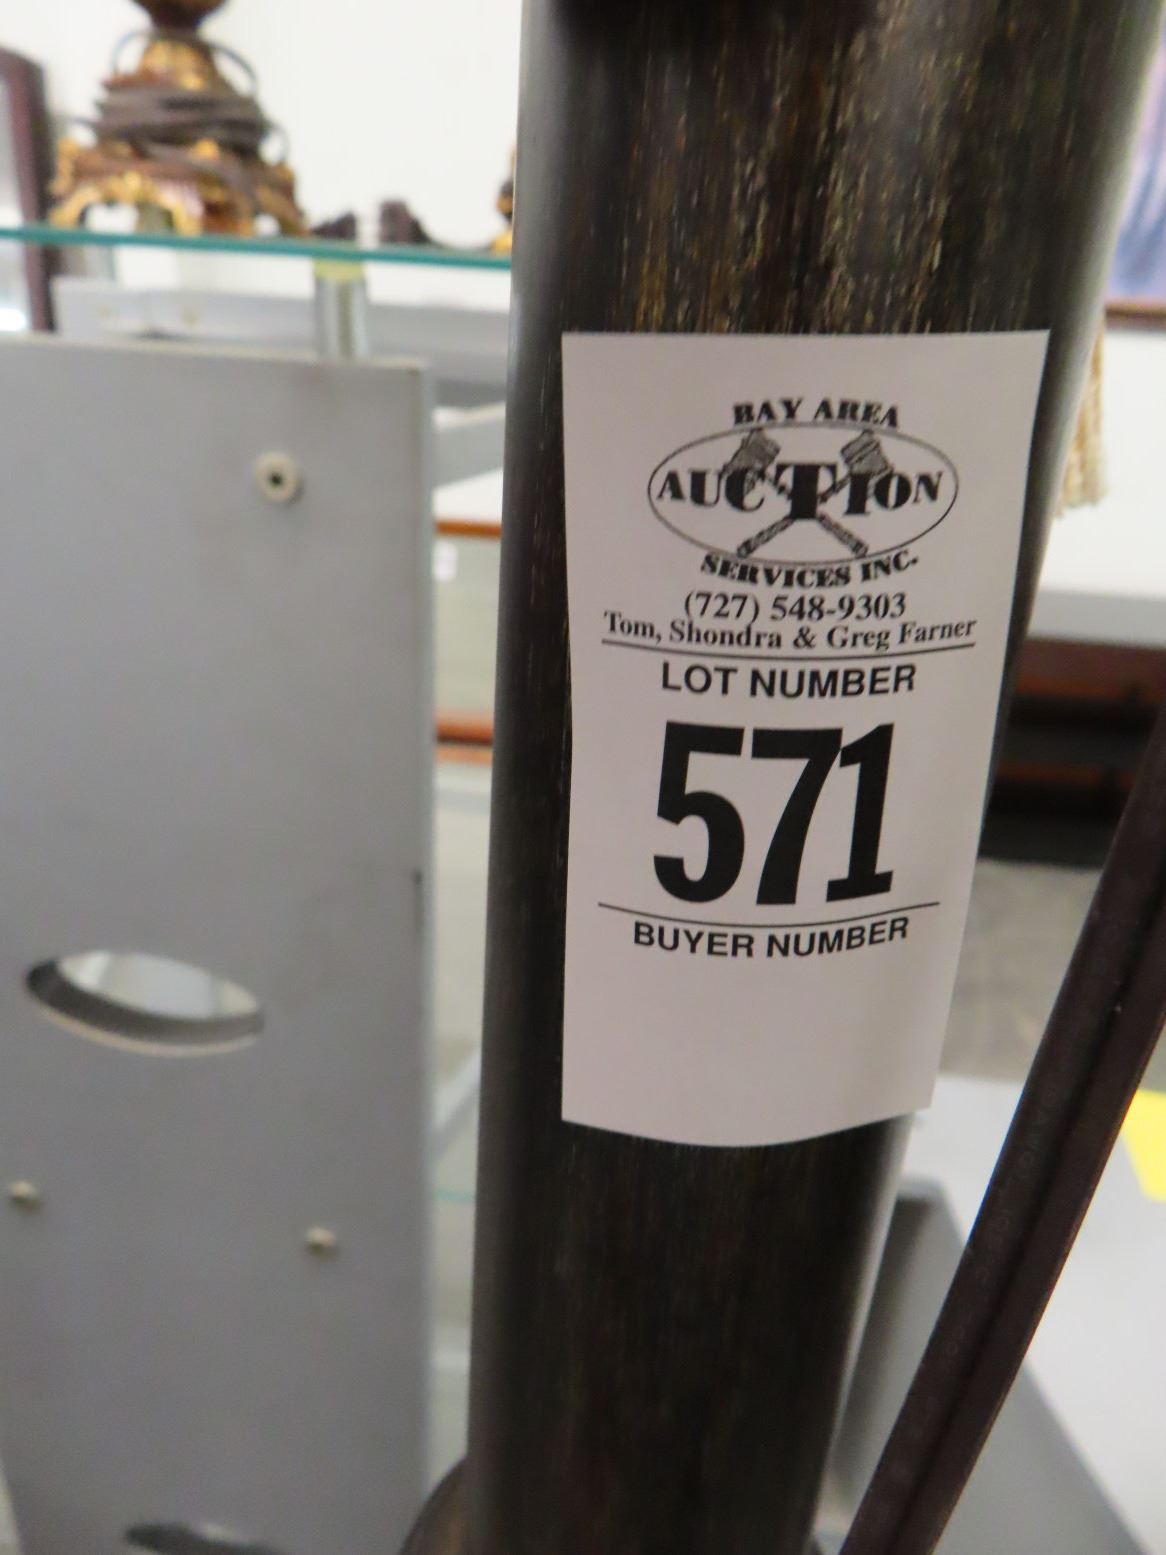 BAY AREA
AUCTION
SERVICES INC.
(727) 548-9303
Tom, Shondra & Greg Farner
LOT NUMBER
571
BUYER NUMBER